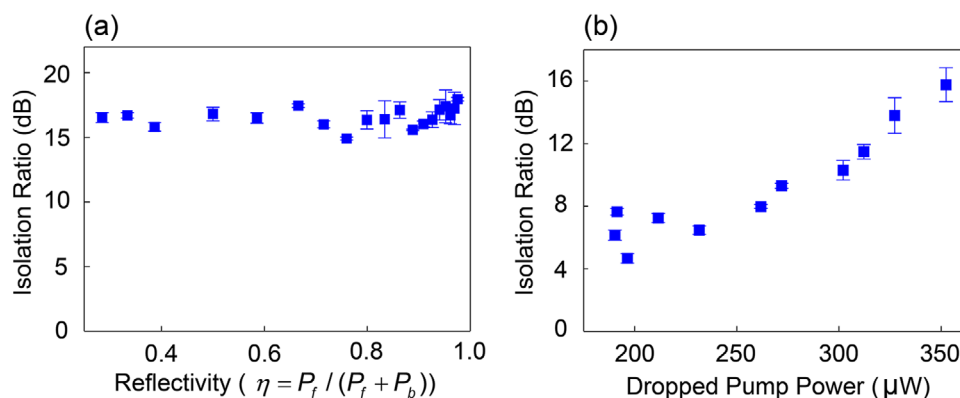 (a)
20
15
10
5
0
Isolation Ratio (dB)
0.4 0.6 0.8 1.0
Reflectivity ( η = P_f / (P_f + P_b))
(b)
16
12
8
4
0
Isolation Ratio (dB)
200 250 300 350
Dropped Pump Power (μW)